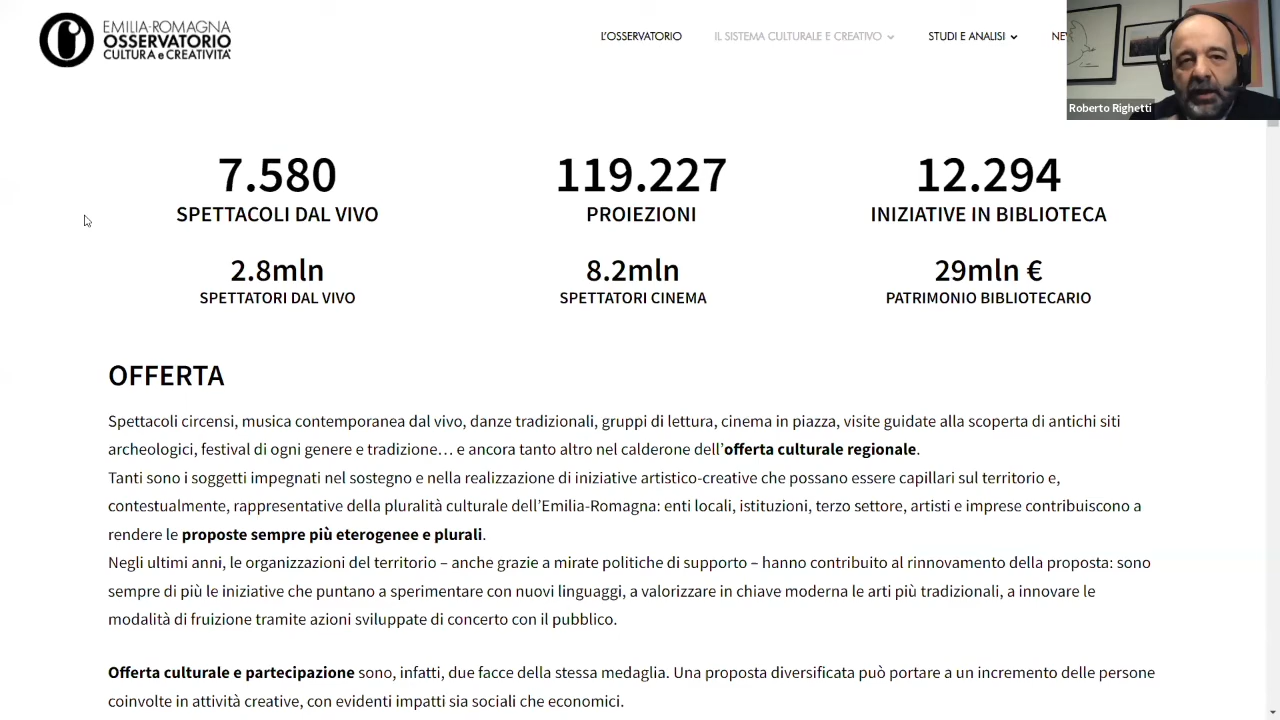 EMILIA-ROMAGNA
OSSERVATORIO
CULTURA e CREATIVITA'
L'OSSERVATORIO
IL SISTEMA CULTURALE E CREATIVO
STUDI E ANALISI
NE
Roberto Righetti
7.580
SPETTACOLI DAL VIVO
119.227
PROIEZIONI
12.294
INIZIATIVE IN BIBLIOTECA
2.8mln
SPETTATORI DAL VIVO
8.2mln
SPETTATORI CINEMA
29mln €
PATRIMONIO BIBLIOTECARIO
OFFERTA
Spettacoli circensi, musica contemporanea dal vivo, danze tradizionali, gruppi di lettura, cinema in piazza, visite guidate alla scoperta di antichi siti
archeologici, festival di ogni genere e tradizione… e ancora tanto altro nel calderone dell'offerta culturale regionale.
Tanti sono i soggetti impegnati nel sostegno e nella realizzazione di iniziative artistico-creative che possano essere capillari sul territorio e,
contestualmente, rappresentative della pluralità culturale dell'Emilia-Romagna: enti locali, istituzioni, terzo settore, artisti e imprese contribuiscono a
rendere le proposte sempre più eterogenee e plurali.
Negli ultimi anni, le organizzazioni del territorio – anche grazie a mirate politiche di supporto – hanno contribuito al rinnovamento della proposta: sono
sempre di più le iniziative che puntano a sperimentare con nuovi linguaggi, a valorizzare in chiave moderna le arti più tradizionali, a innovare le
modalità di fruizione tramite azioni sviluppate di concerto con il pubblico.
Offerta culturale e partecipazione sono, infatti, due facce della stessa medaglia. Una proposta diversificata può portare a un incremento delle persone
coinvolte in attività creative, con evidenti impatti sia sociali che economici.